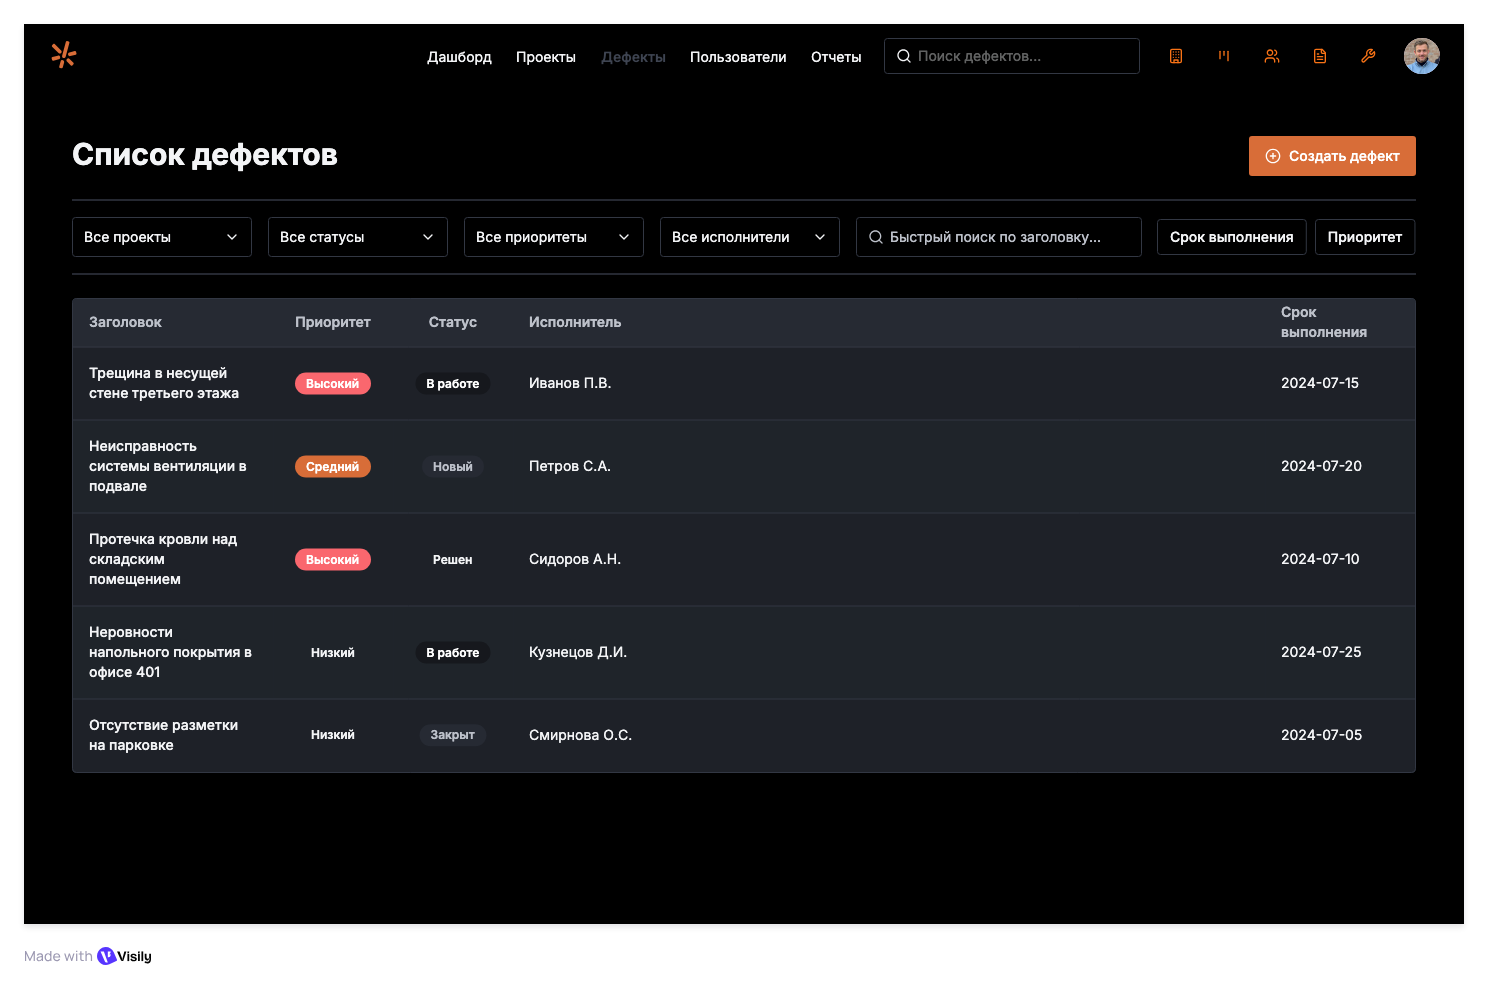 Дашборд Проекты Дефекты Пользователи Отчеты Поиск дефектов...
Список дефектов
Создать дефект
Все проекты Все статусы Все приоритеты Все исполнители Быстрый поиск по заголовку... Срок выполнения Приоритет
Заголовок Приоритет Статус Исполнитель Срок
выполнения
Трещина в несущей
стене третьего этажа
Высокий В работе Иванов П.В. 2024-07-15
Неисправность
системы вентиляции в
подвале
Средний Новый Петров С.А. 2024-07-20
Протечка кровли над
складским
помещением
Высокий Решен Сидоров А.Н. 2024-07-10
Неровности
напольного покрытия в
офисе 401
Низкий В работе Кузнецов Д.И. 2024-07-25
Отсутствие разметки
на парковке
Низкий Закрыт Смирнова О.С. 2024-07-05
Made with Visily